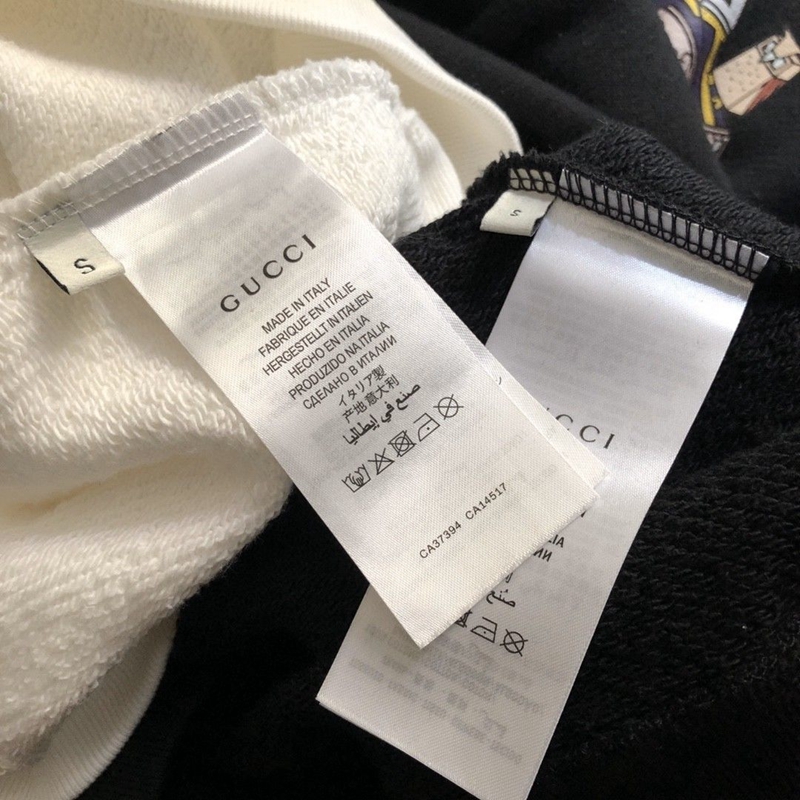 S
GUCCI
MADE IN ITALY
FABRIQUE EN ITALIE
HERGESTELLT IN ITALIEN
HECHO EN ITALIA
PRODUZIDO NA ITALIA
СДЕЛАНО В ИТАЛИИ
イタリア製
产地意大利
صنع في إيطاليا
CA37394 CA14517
S
UCCI